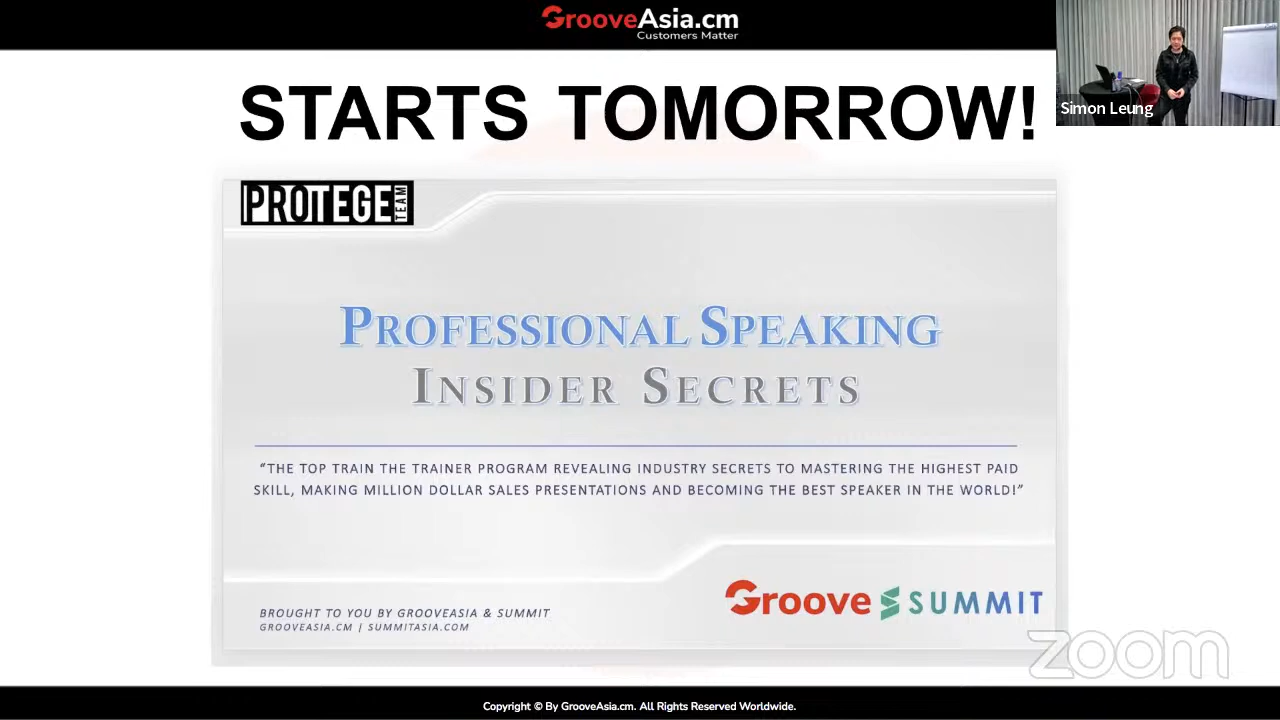 GrooveAsia.cm
Customers Matter
STARTS TOMORROW!
Simon Leung
PROTEGE TEAM
PROFESSIONAL SPEAKING
INSIDER SECRETS
“THE TOP TRAIN THE TRAINER PROGRAM REVEALING INDUSTRY SECRETS TO MASTERING THE HIGHEST PAID
SKILL, MAKING MILLION DOLLAR SALES PRESENTATIONS AND BECOMING THE BEST SPEAKER IN THE WORLD!”
BROUGHT TO YOU BY GROOVEASIA & SUMMIT
GROOVEASIA.CM | SUMMITASIA.COM
Groove SUMMIT
zoom
Copyright © By GrooveAsia.cm. All Rights Reserved Worldwide.